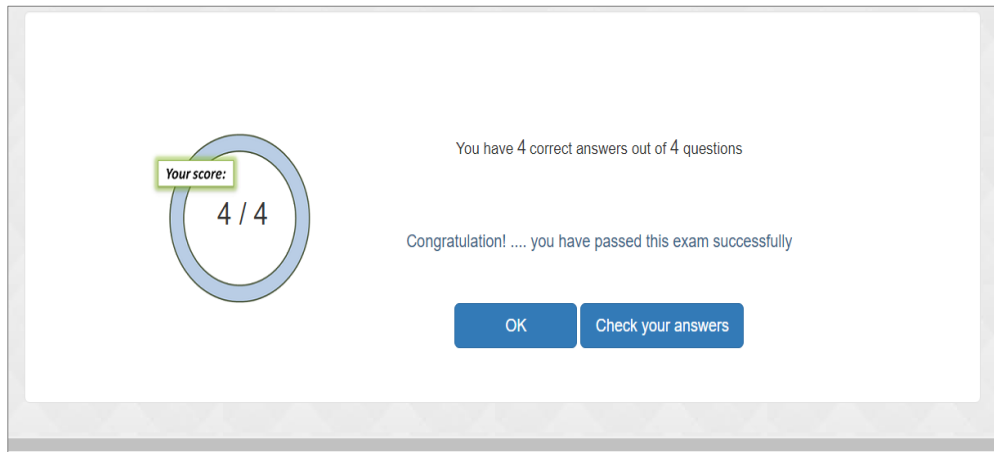 You have 4 correct answers out of 4 questions
Your score:
4 / 4
Congratulation! .... you have passed this exam successfully
OK
Check your answers